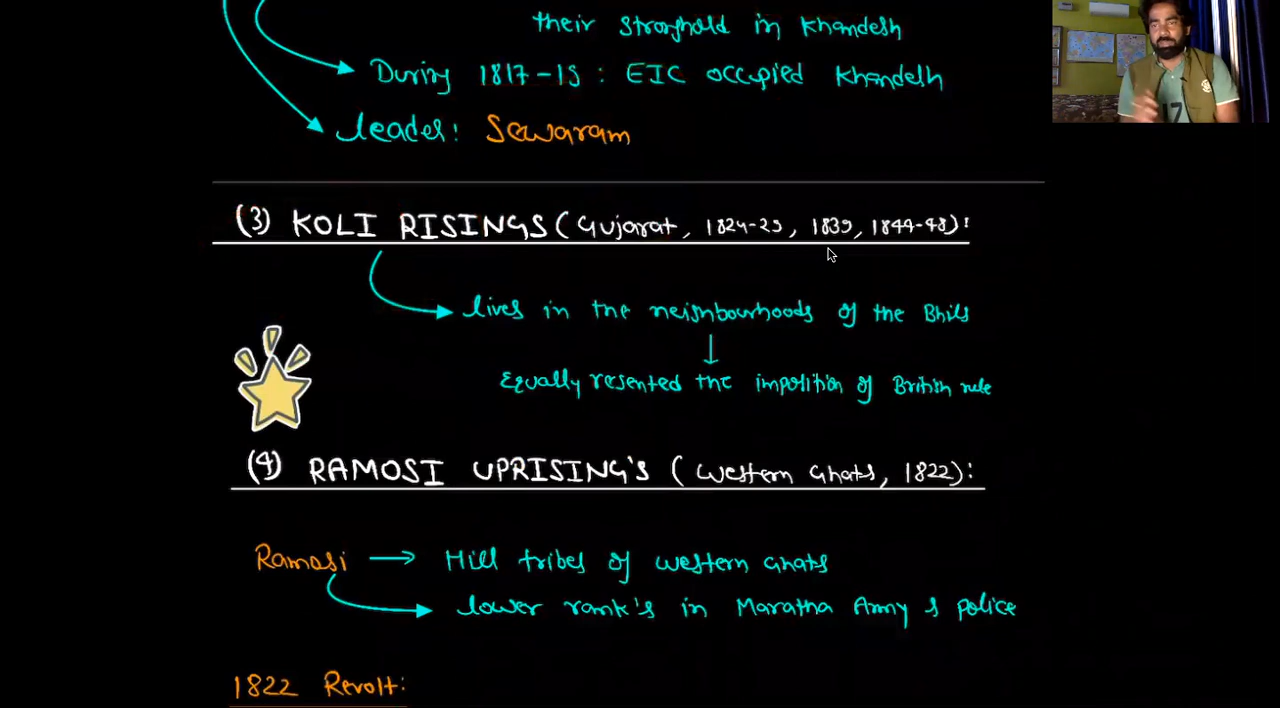 their stronghold in Khandesh
During 1817-19 : EIC occupied Khandesh
leader: Sewaram
(3) KOLI RISINGS (Gujarat, 1824-25, 1839, 1844-48):
lives in the neighbourhoods of the Bhils
Equally resented the imposition of British rule
(4) RAMOSI UPRISING'S (Western Ghats, 1822):
Ramosi → Hill tribes of western Ghats
lower rank's in Maratha Army & police
1822 Revolt: